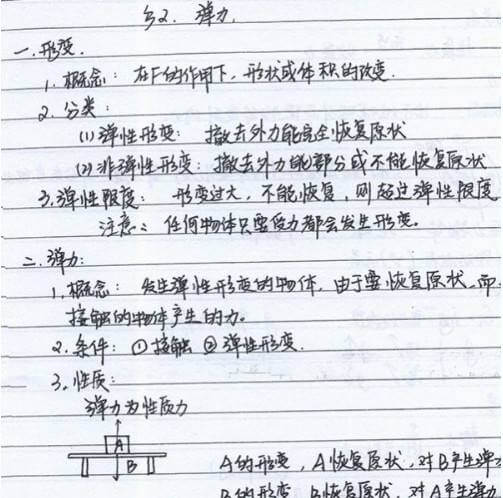 §2. 弹力.
一. 形变.
1. 概念: 在F的作用下, 形状或体积的改变.
2. 分类:
(1) 弹性形变: 撤去外力能完全恢复原状
(2) 非弹性形变: 撤去外力能部分或不能恢复原状
3. 弹性限度: 形变过大, 不能恢复, 则超过弹性限度
注意: 任何物体只要受力都会发生形变.
二. 弹力:
1. 概念: 发生弹性形变的物体, 由于要恢复原状, 而
接触的物体产生的力.
2. 条件: ① 接触 ② 弹性形变.
3. 性质:
弹力为性质力
A
B
A的形变, A恢复原状, 对B产生弹
B的形变 B恢复原状, 对A产生弹力